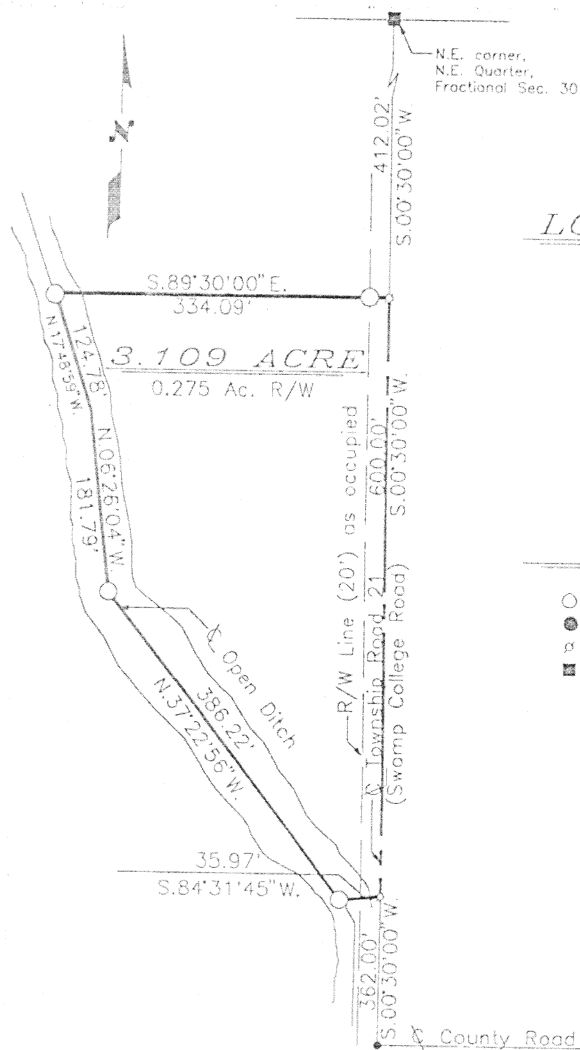 N.E. corner,
N.E. Quarter,
Fractional Sec. 30
412.02'
S.00°30'00"W.
S.89°30'00"E.
334.09'
N.17°48'59"W.
124.78'
3.109 ACRE
0.275 Ac. R/W
N.06°26'04"W.
181.79'
600.00'
S.00°30'00"W.
R/W Line (20') as occupied
℄ Township Road 21
(Swamp College Road)
℄ Open Ditch
386.22'
N.37°22'56"W.
35.97'
S.84°31'45"W.
362.00'
S.00°30'00"W.
℄ County Road